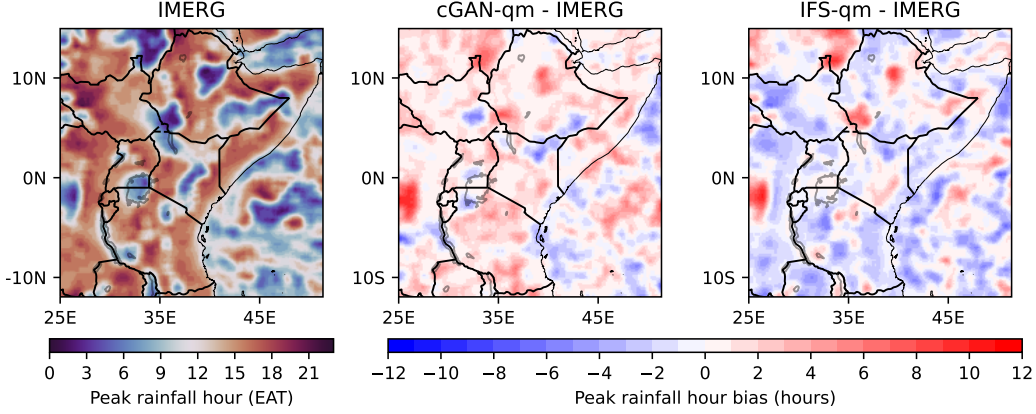 IMERG
cGAN-qm - IMERG
IFS-qm - IMERG
10N
0N
-10N
25E 35E 45E
10N
0N
10S
25E 35E 45E
10N
0N
10S
25E 35E 45E
0 3 6 9 12 15 18 21
Peak rainfall hour (EAT)
−12 −10 −8 −6 −4 −2 0 2 4 6 8 10 12
Peak rainfall hour bias (hours)